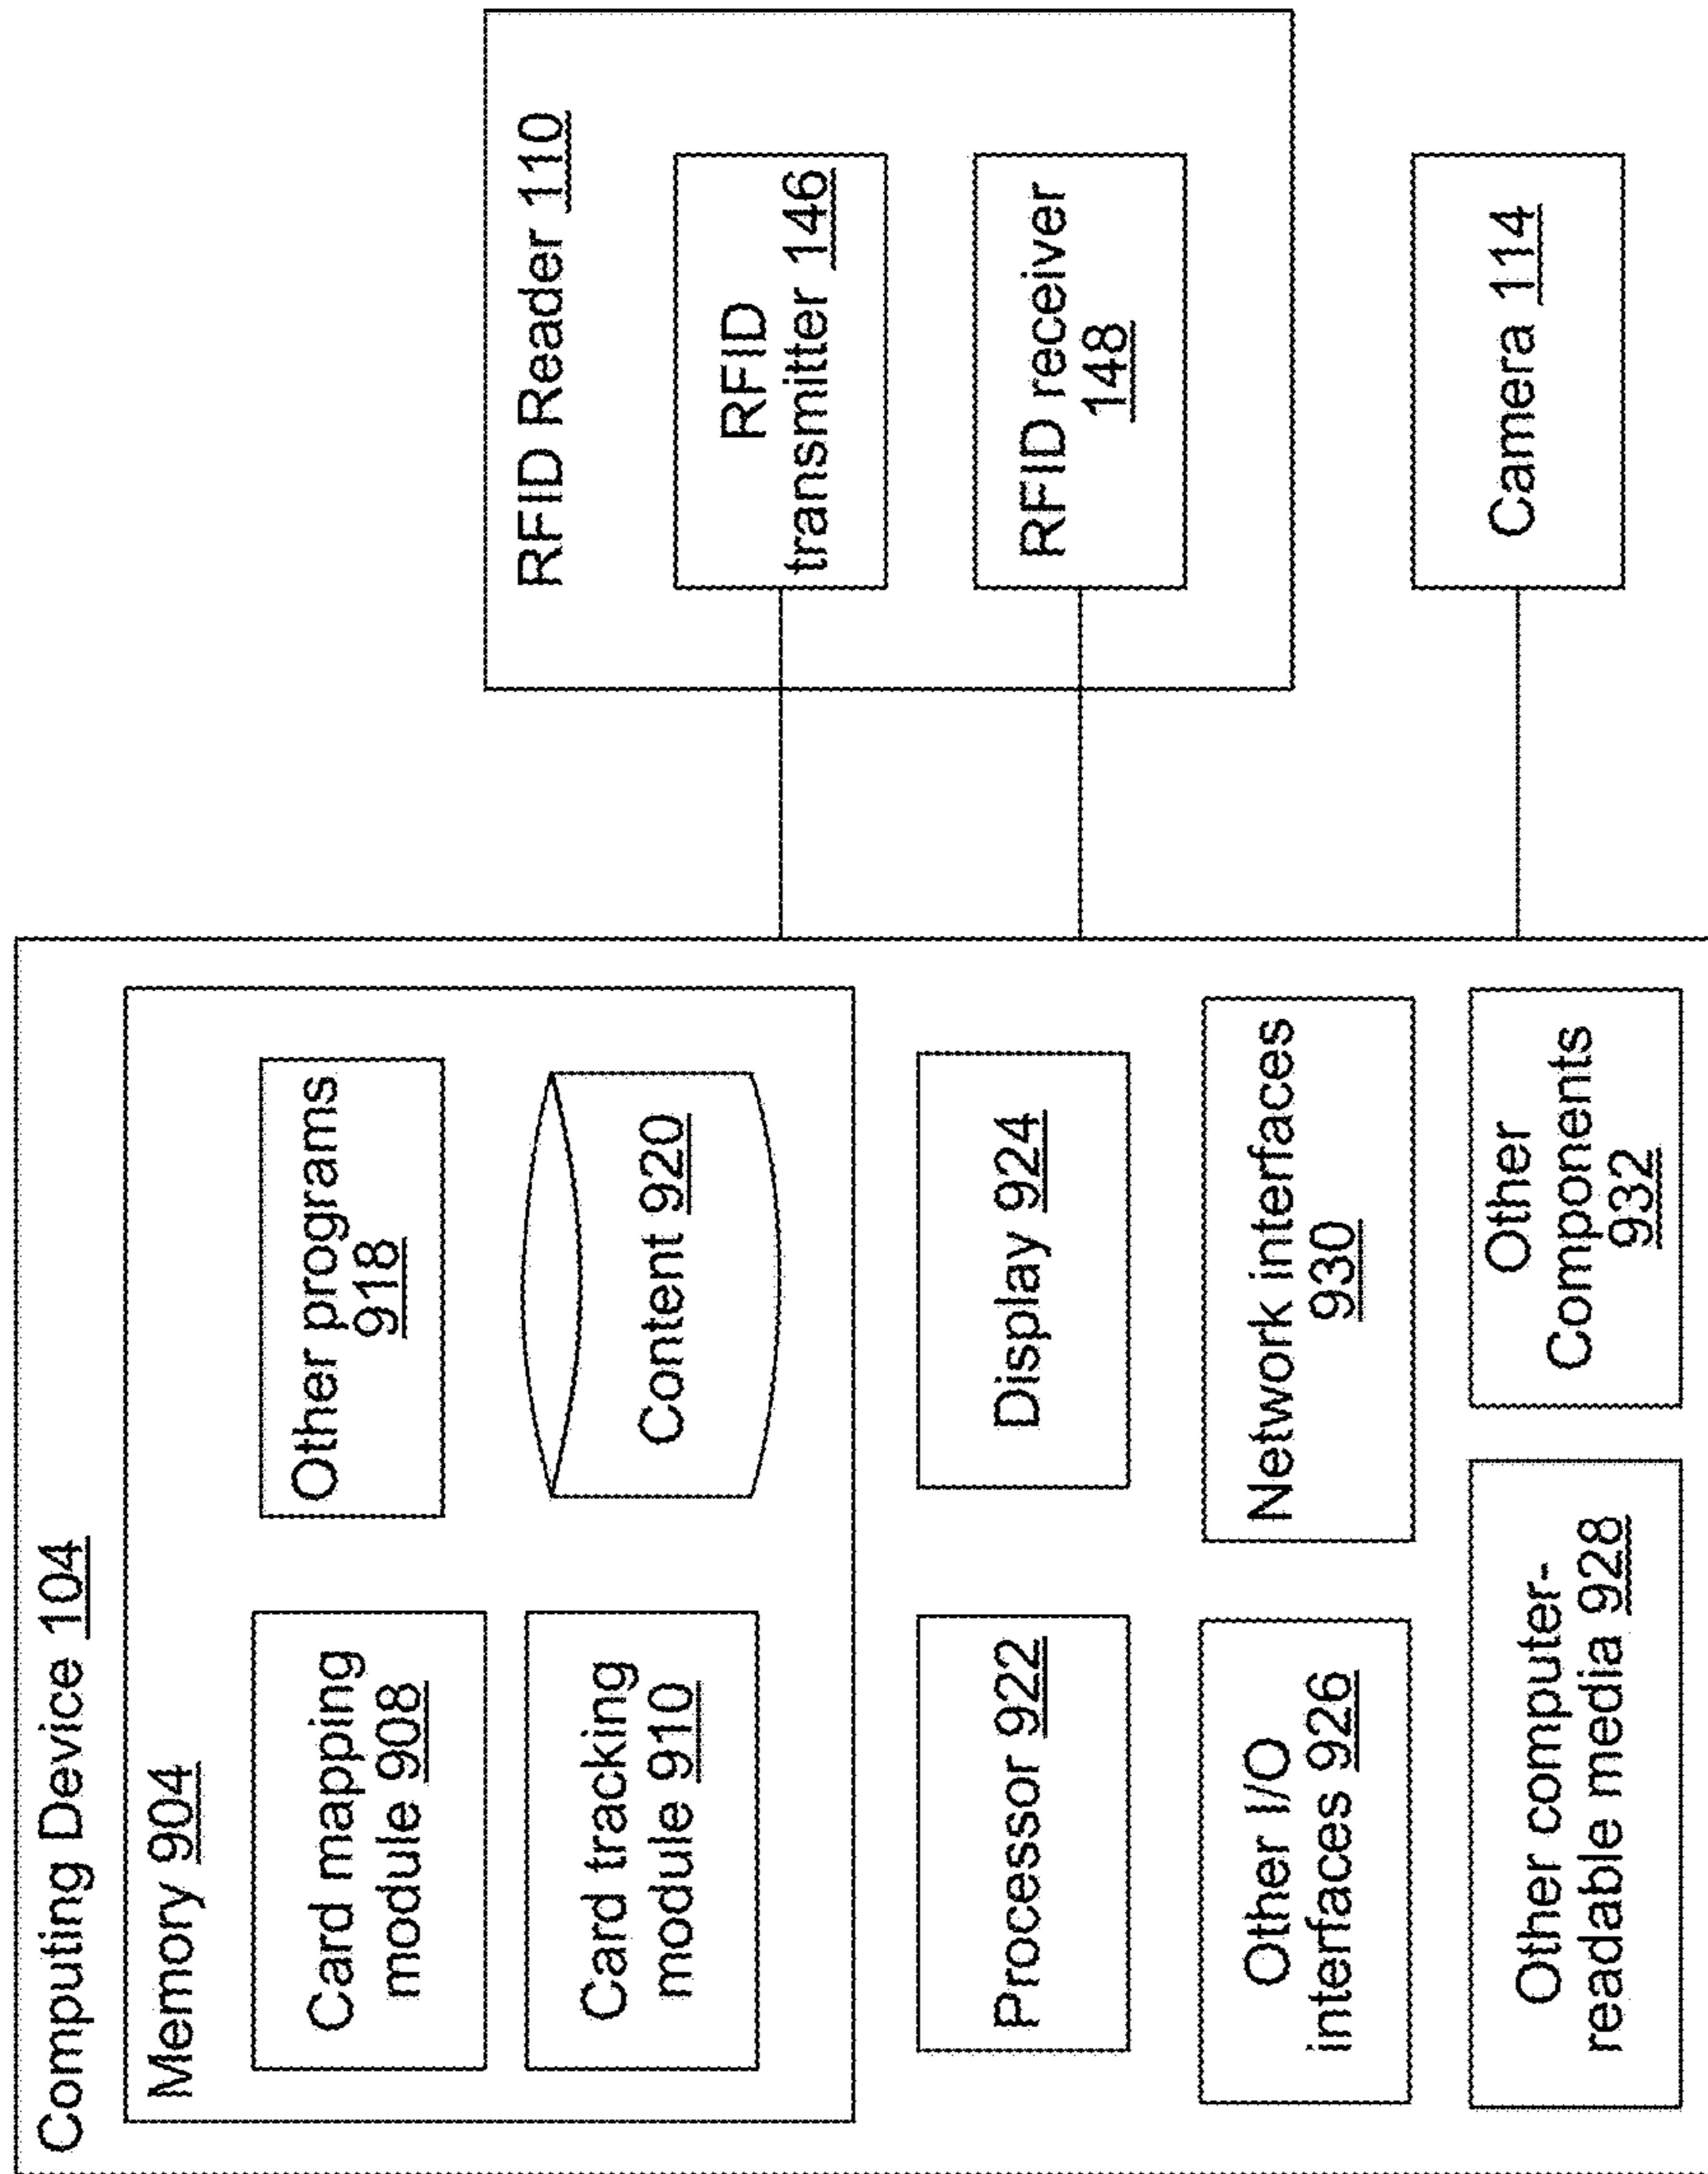 Computing Device 104
Memory 904
Card mapping
module 908
Card tracking
module 910
Other programs
918
Content 920
Processor 922
Display 924
Other I/O
interfaces 926
Network interfaces
930
Other computer-
readable media 928
Other
Components
932
RFID Reader 110
RFID
transmitter 146
RFID receiver
148
Camera 114